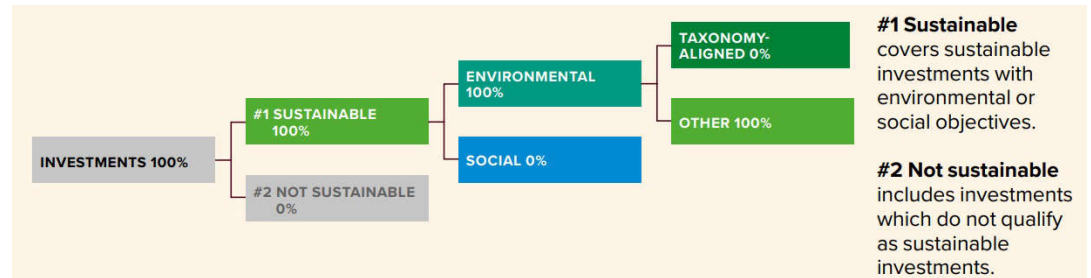 INVESTMENTS 100%
#1 SUSTAINABLE
100%
#2 NOT SUSTAINABLE
0%
ENVIRONMENTAL
100%
SOCIAL 0%
TAXONOMY-
ALIGNED 0%
OTHER 100%
#1 Sustainable
covers sustainable
investments with
environmental or
social objectives.
#2 Not sustainable
includes investments
which do not qualify
as sustainable
investments.